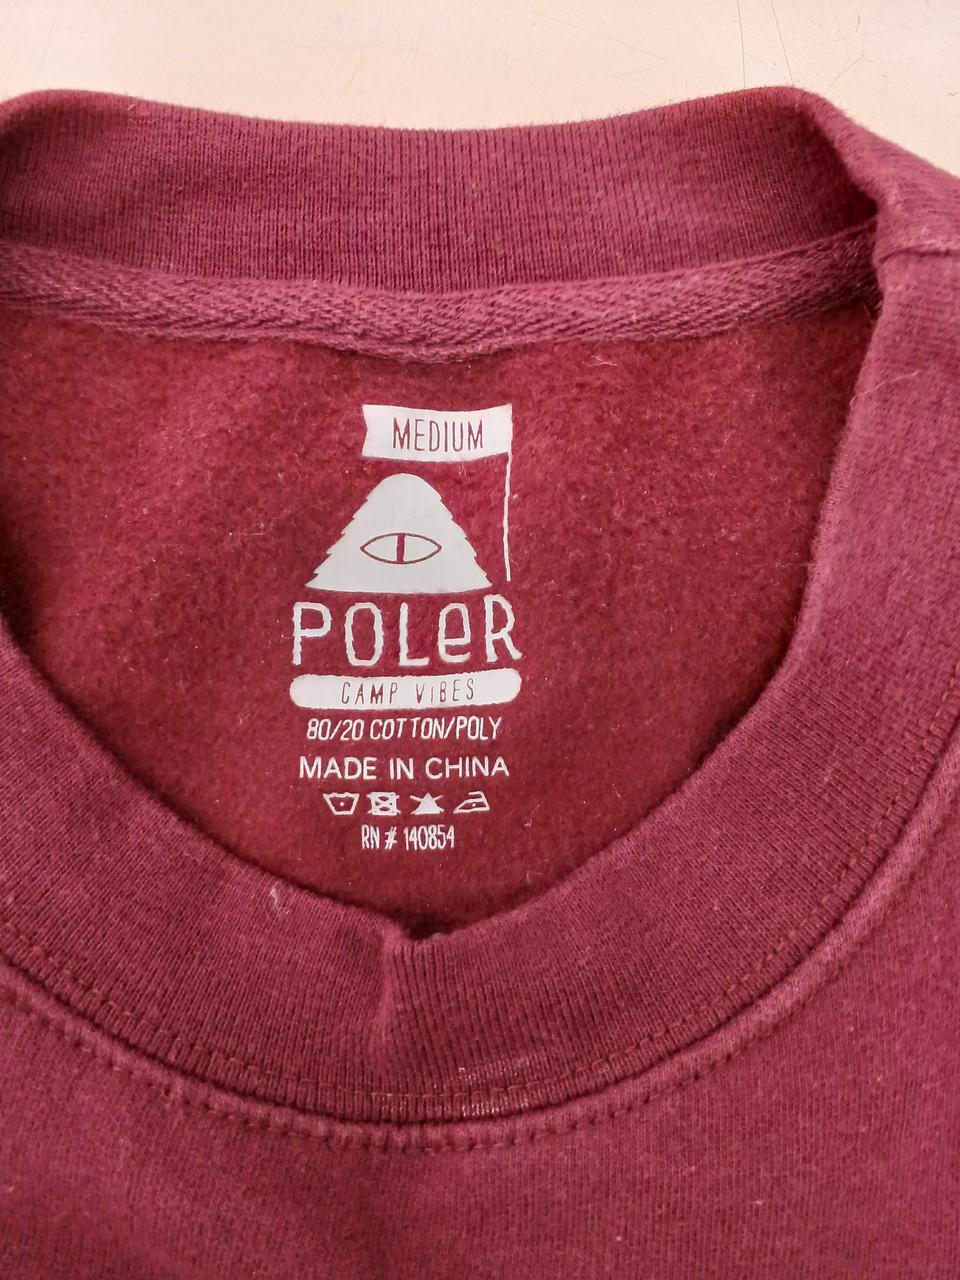 MEDIUM
POLeR
CAMP ViBES
80/20 COTTON/POLY
MADE IN CHINA
RN # 140854